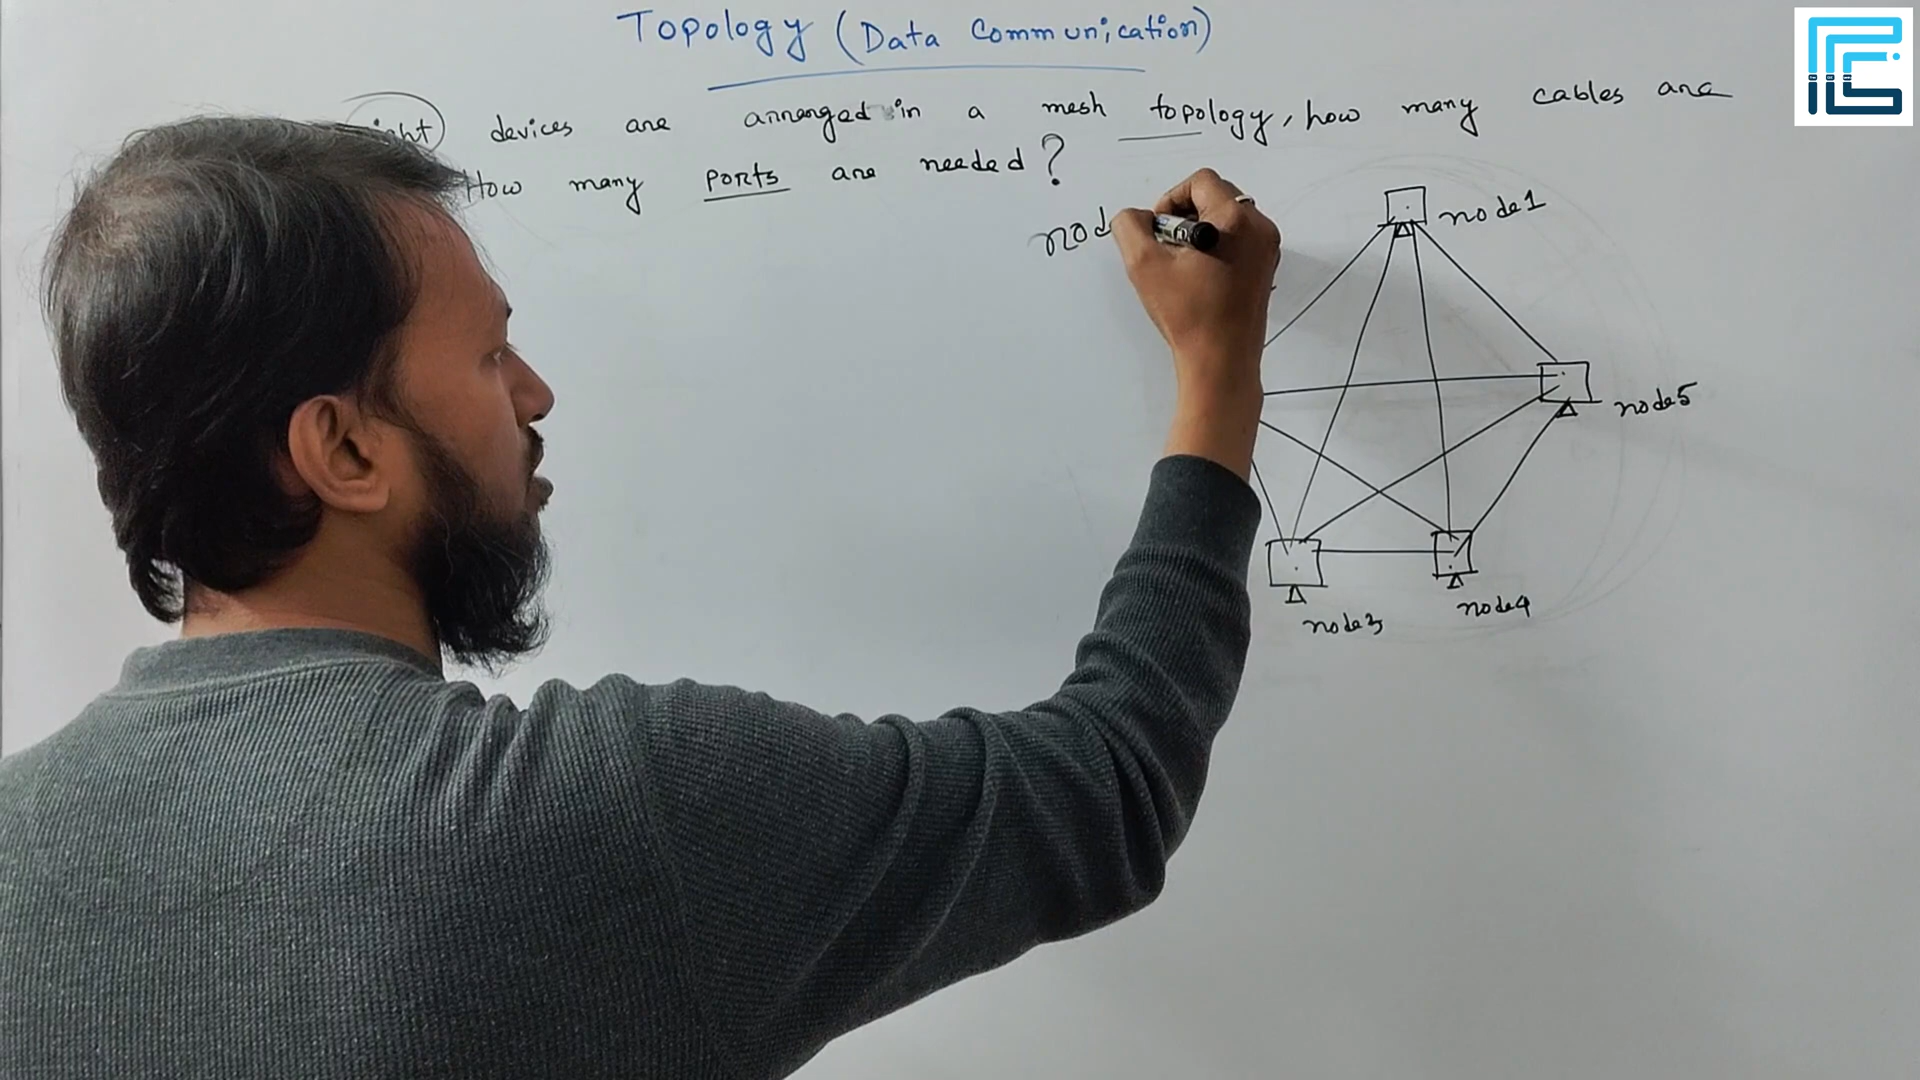 Topology (Data Communication)
devices are arranged in a mesh topology, how many cables are
How many ports are needed?
node1
node5
node3
node4